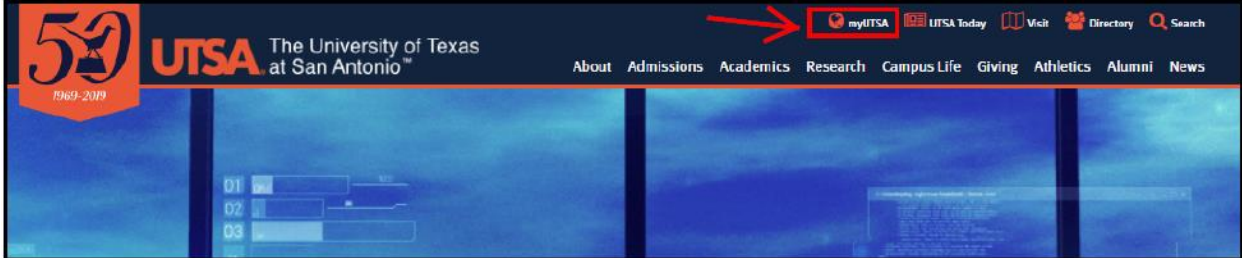 50
1969-2019
UTSA
The University of Texas
at San Antonio™
myUTSA UTSA Today Visit Directory Search
About Admissions Academics Research Campus Life Giving Athletics Alumni News
01
02
03